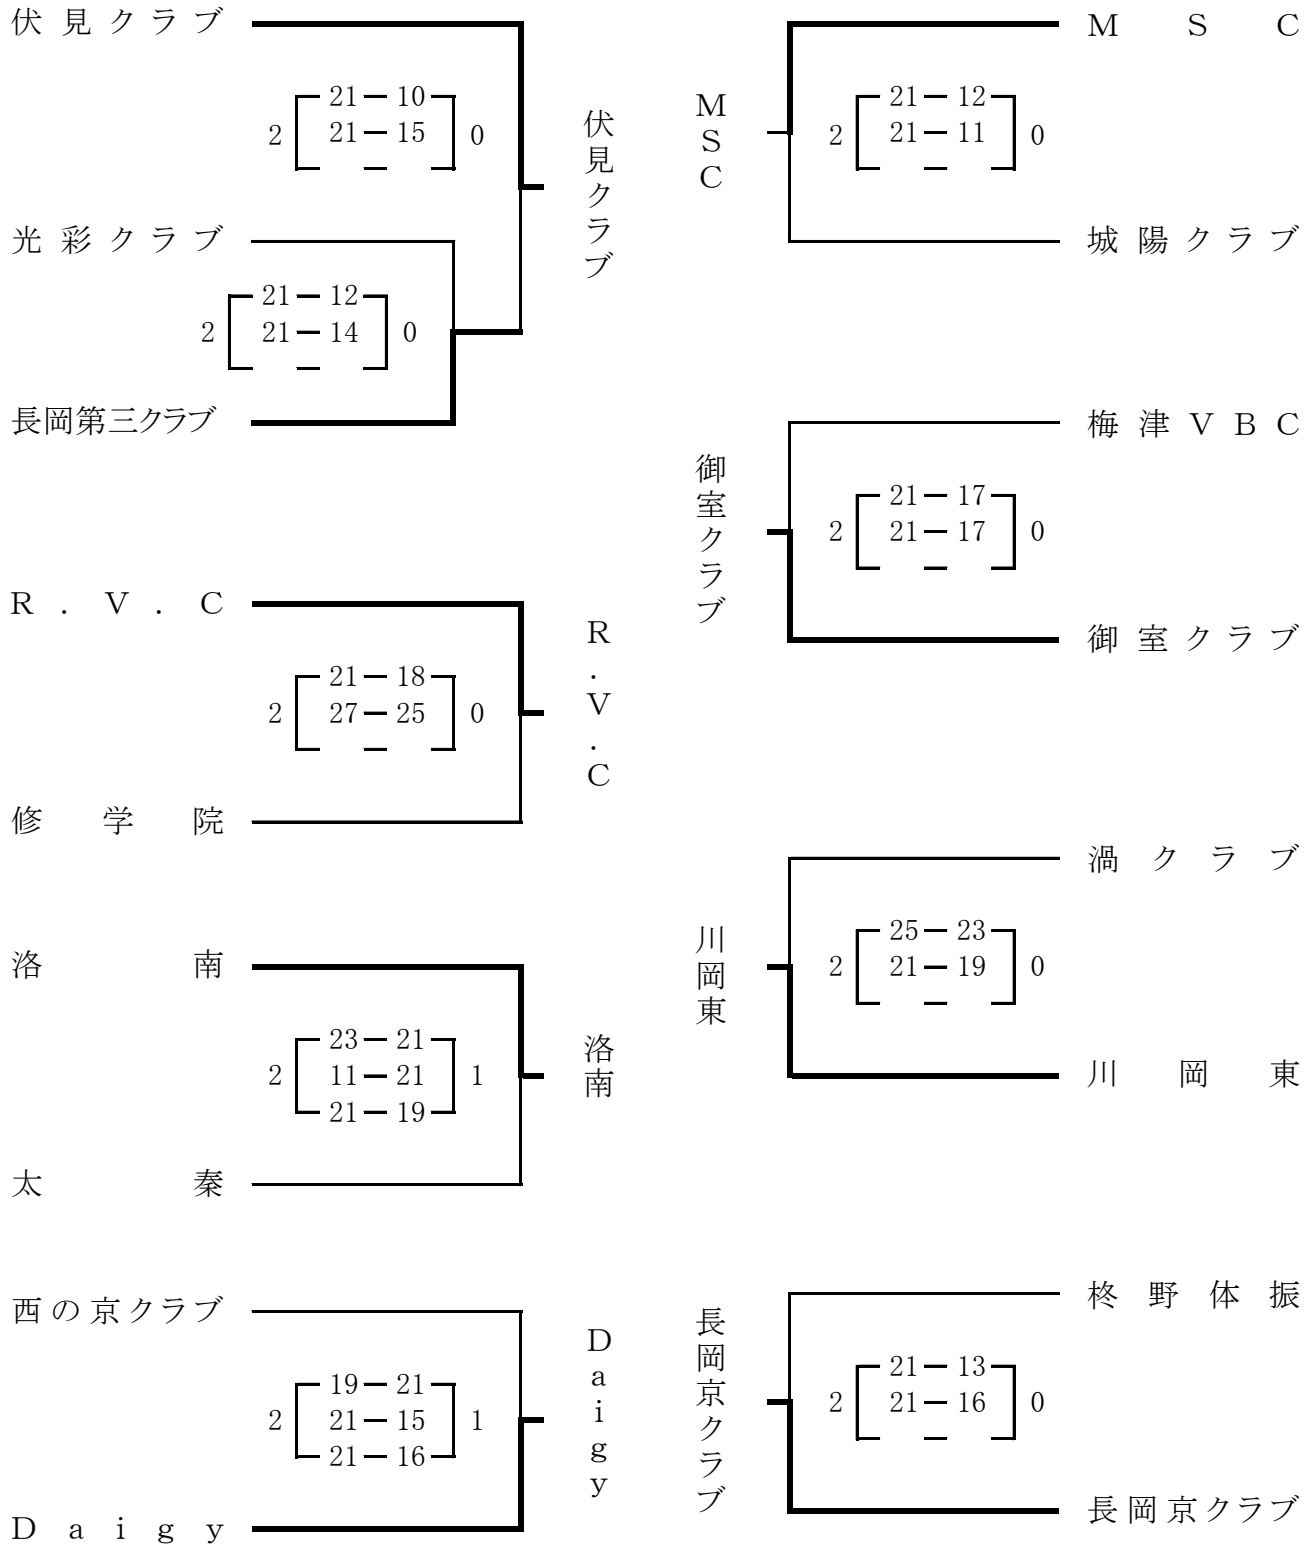 伏見クラブ
21 ― 10
2 21 ― 15 0
―
光彩クラブ
21 ― 12
2 21 ― 14 0
―
長岡第三クラブ
伏見クラブ
R.V.C
21 ― 18
2 27 ― 25 0
―
修学院
R.V.C
洛南
23 ― 21
2 11 ― 21 1
21 ― 19
太秦
洛南
西の京クラブ
19 ― 21
2 21 ― 15 1
21 ― 16
Daigy
Daigy
MSC
MSC
21 ― 12
2 21 ― 11 0
―
城陽クラブ
御室クラブ
梅津VBC
21 ― 17
2 21 ― 17 0
―
御室クラブ
川岡東
渦クラブ
25 ― 23
2 21 ― 19 0
―
川岡東
長岡京クラブ
柊野体振
21 ― 13
2 21 ― 16 0
―
長岡京クラブ